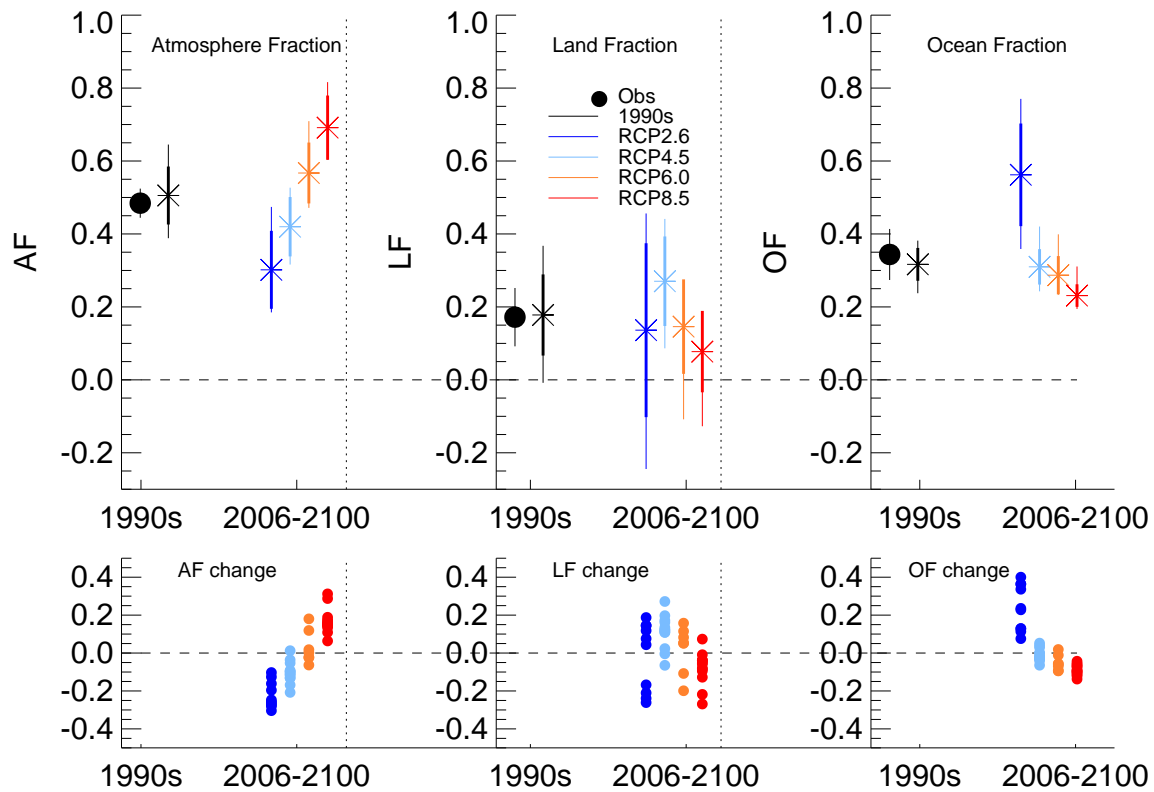 Atmosphere Fraction
AF
1.0
0.8
0.6
0.4
0.2
0.0
-0.2
1990s
2006-2100
Land Fraction
Obs
1990s
RCP2.6
RCP4.5
RCP6.0
RCP8.5
LF
1.0
0.8
0.6
0.4
0.2
0.0
-0.2
1990s
2006-2100
Ocean Fraction
OF
1.0
0.8
0.6
0.4
0.2
0.0
-0.2
1990s
2006-2100
AF change
0.4
0.2
0.0
-0.2
-0.4
1990s
2006-2100
LF change
0.4
0.2
0.0
-0.2
-0.4
1990s
2006-2100
OF change
0.4
0.2
0.0
-0.2
-0.4
1990s
2006-2100